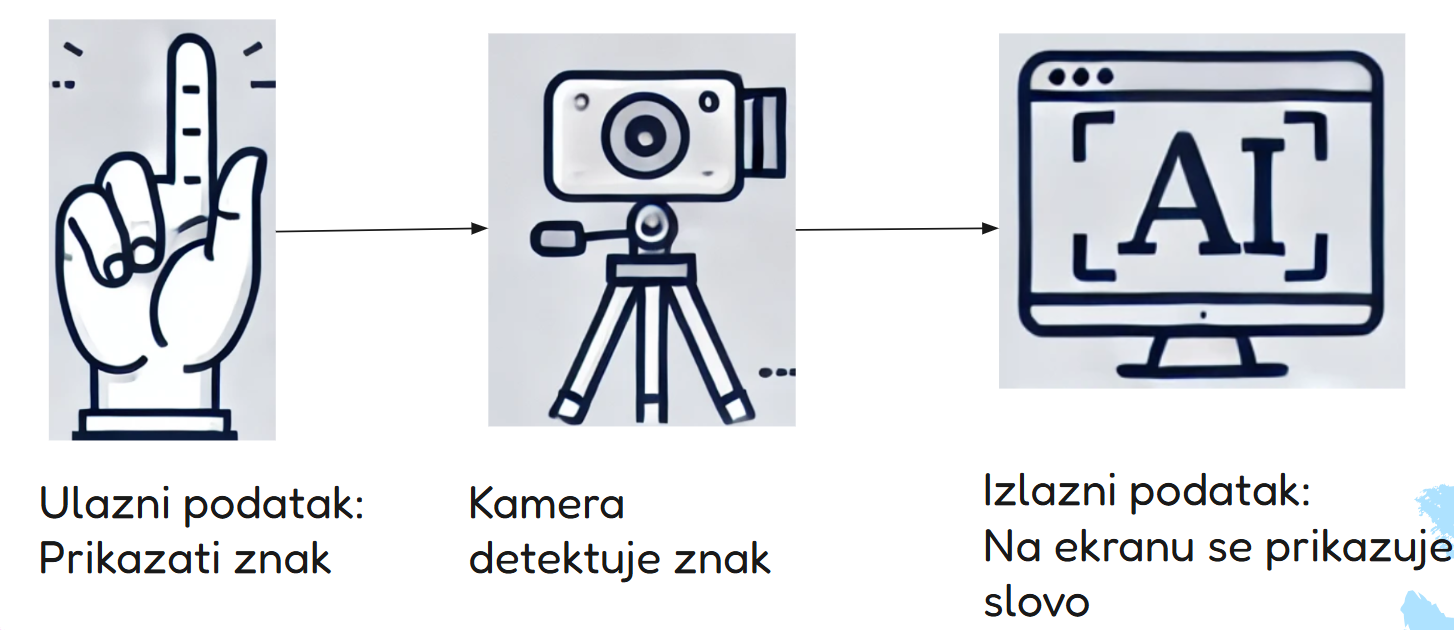 AI
Ulazni podatak:
Prikazati znak
Kamera
detektuje znak
Izlazni podatak:
Na ekranu se prikazuje
slovo